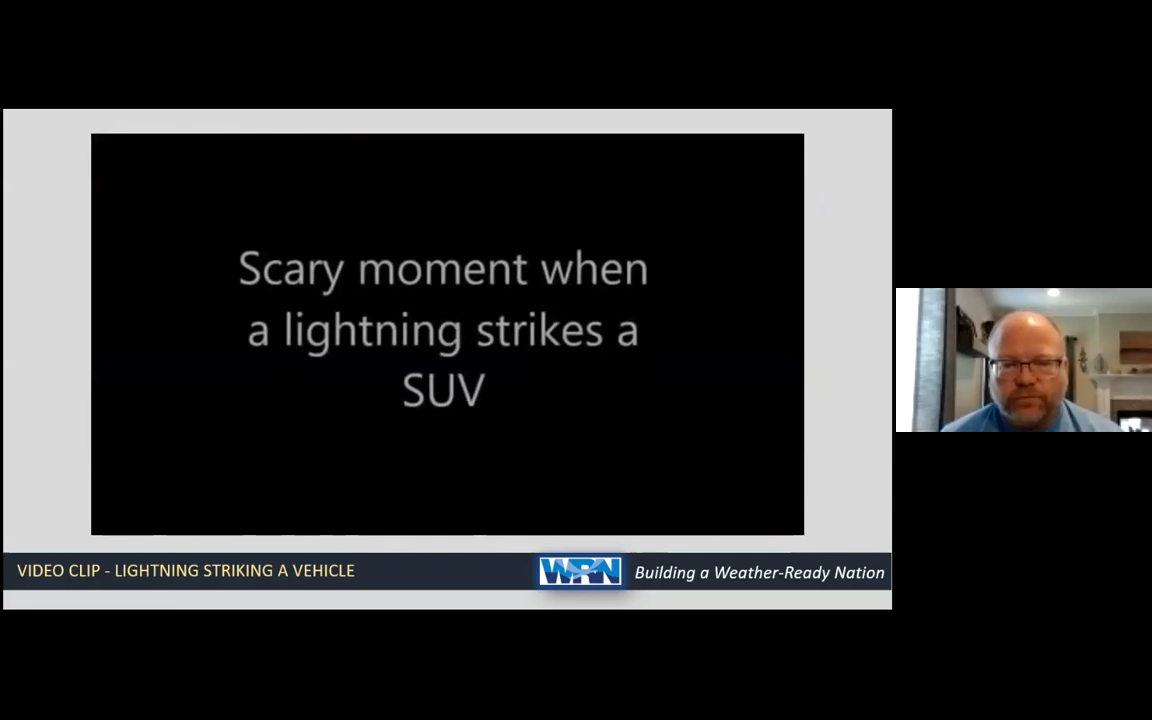 Scary moment when
a lightning strikes a
SUV
VIDEO CLIP - LIGHTNING STRIKING A VEHICLE
WRN
Building a Weather-Ready Nation